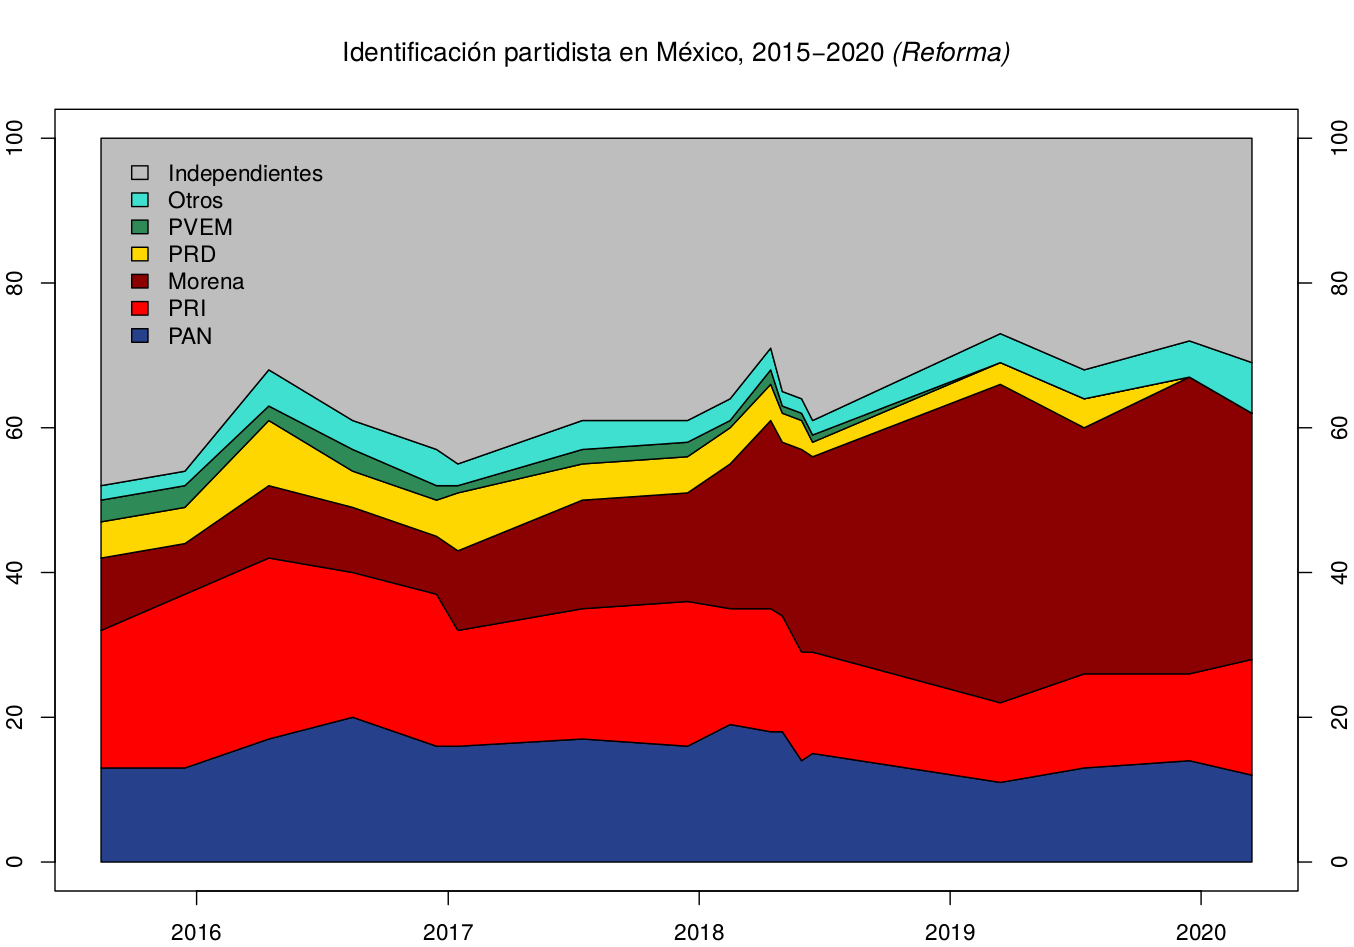 Identificación partidista en México, 2015−2020 (Reforma)
100
80
60
40
20
0
Independientes
Otros
PVEM
PRD
Morena
PRI
PAN
100
80
60
40
20
0
2016
2017
2018
2019
2020